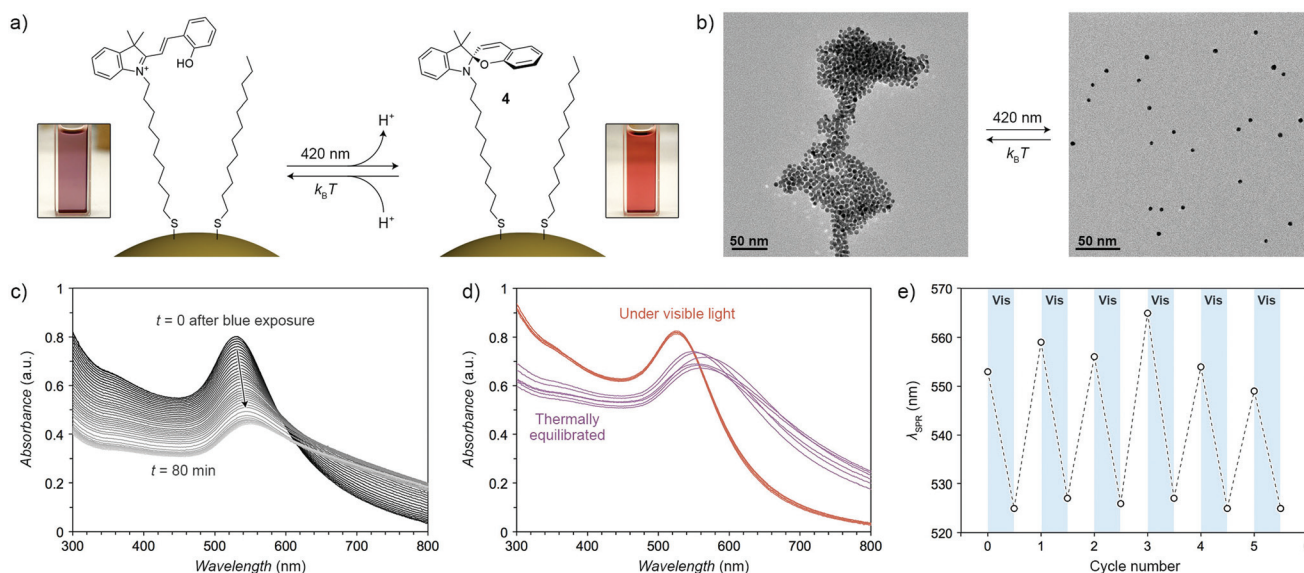 a)
HO
N+
S
S
420 nm
kBT
H+
H+
N
O
4
S
S
b)
50 nm
420 nm
kBT
50 nm
c)
Absorbance (a.u.)
1
0.8
0.6
0.4
0.2
0
t = 0 after blue exposure
t = 80 min
300 400 500 600 700 800
Wavelength (nm)
d)
Absorbance (a.u.)
1
0.8
0.6
0.4
0.2
0
Under visible light
Thermally
equilibrated
300 400 500 600 700 800
Wavelength (nm)
e)
λSPR (nm)
570
560
550
540
530
520
Vis Vis Vis Vis Vis Vis
0 1 2 3 4 5
Cycle number